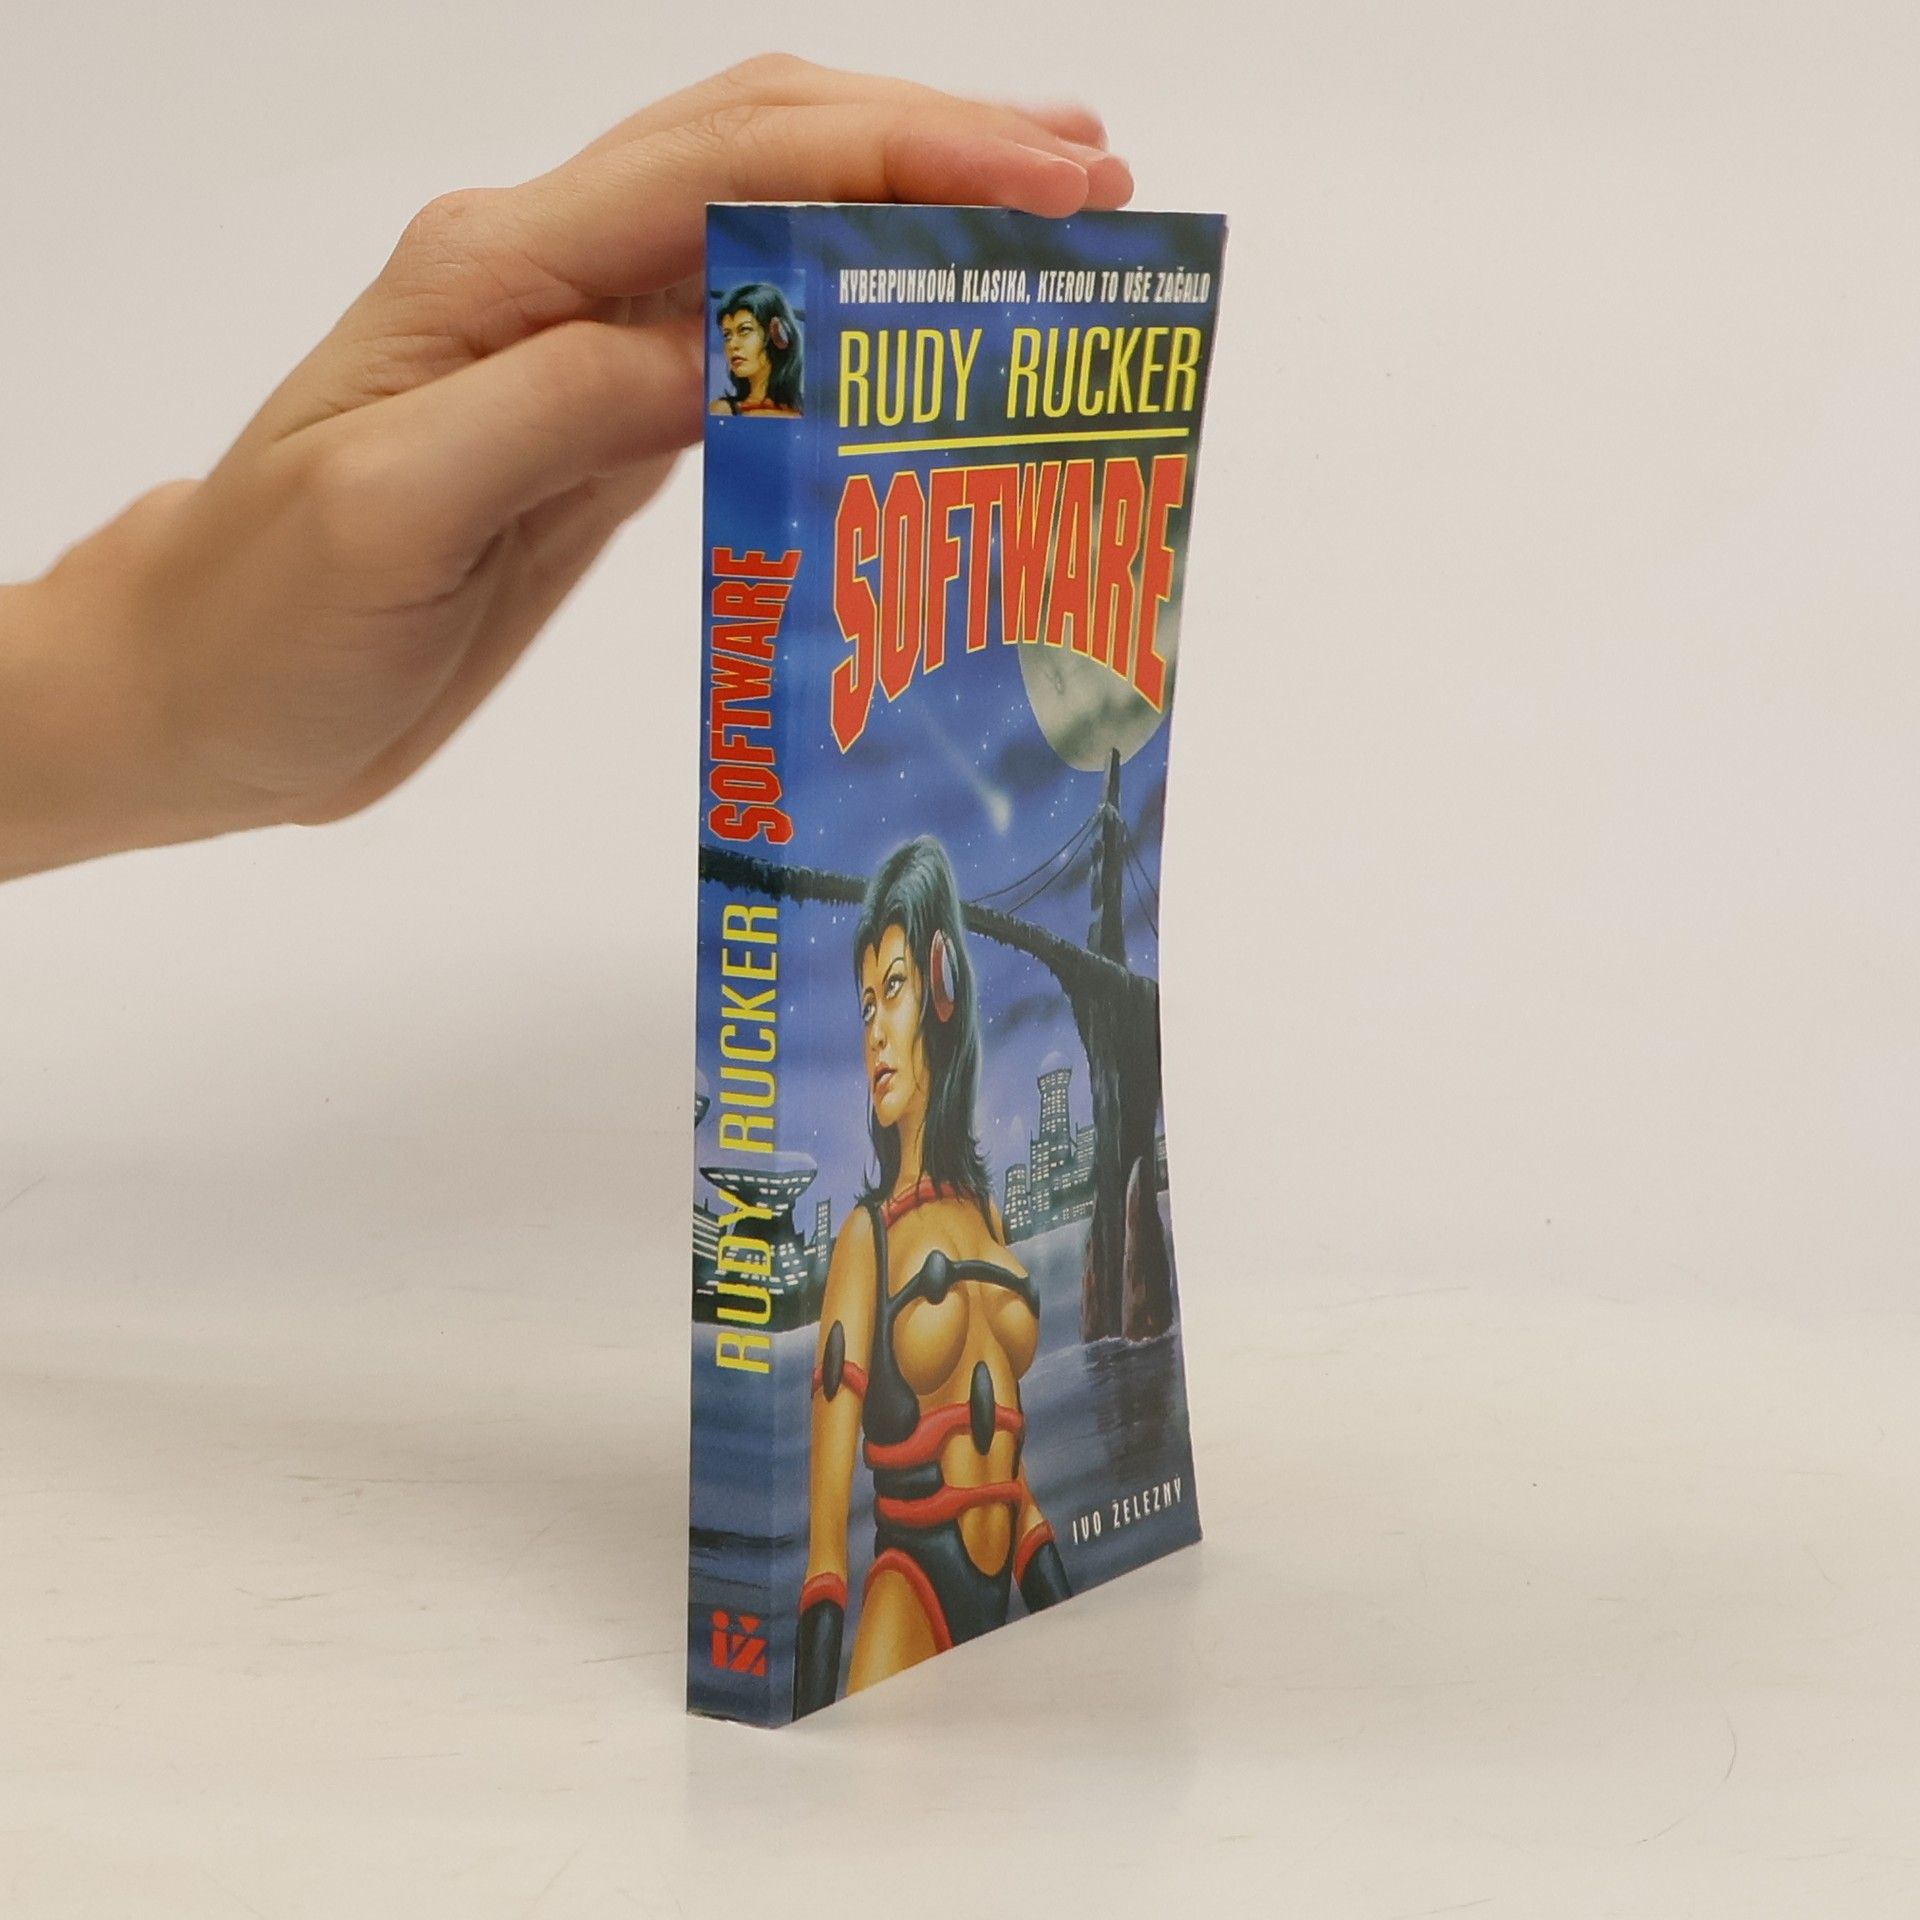 KYBERPUNKOVÁ KLASIKA, KTEROU TO VŠE ZAČALO
RUDY RUCKER
SOFTWARE
IVO ŽELEZNÝ
RUDY RUCKER SOFTWARE
iž